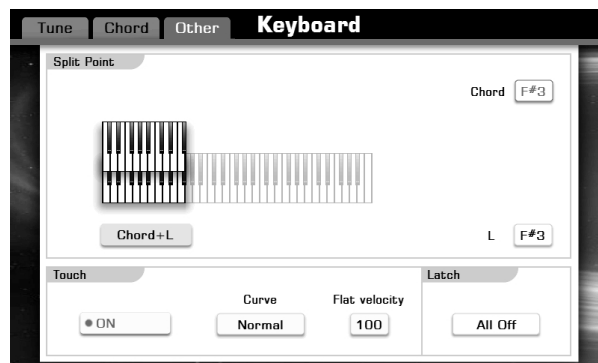 Tune Chord Other Keyboard
Split Point
Chord F#3
Chord+L L F#3
Touch Latch
Curve Flat velocity
ON Normal 100 All Off